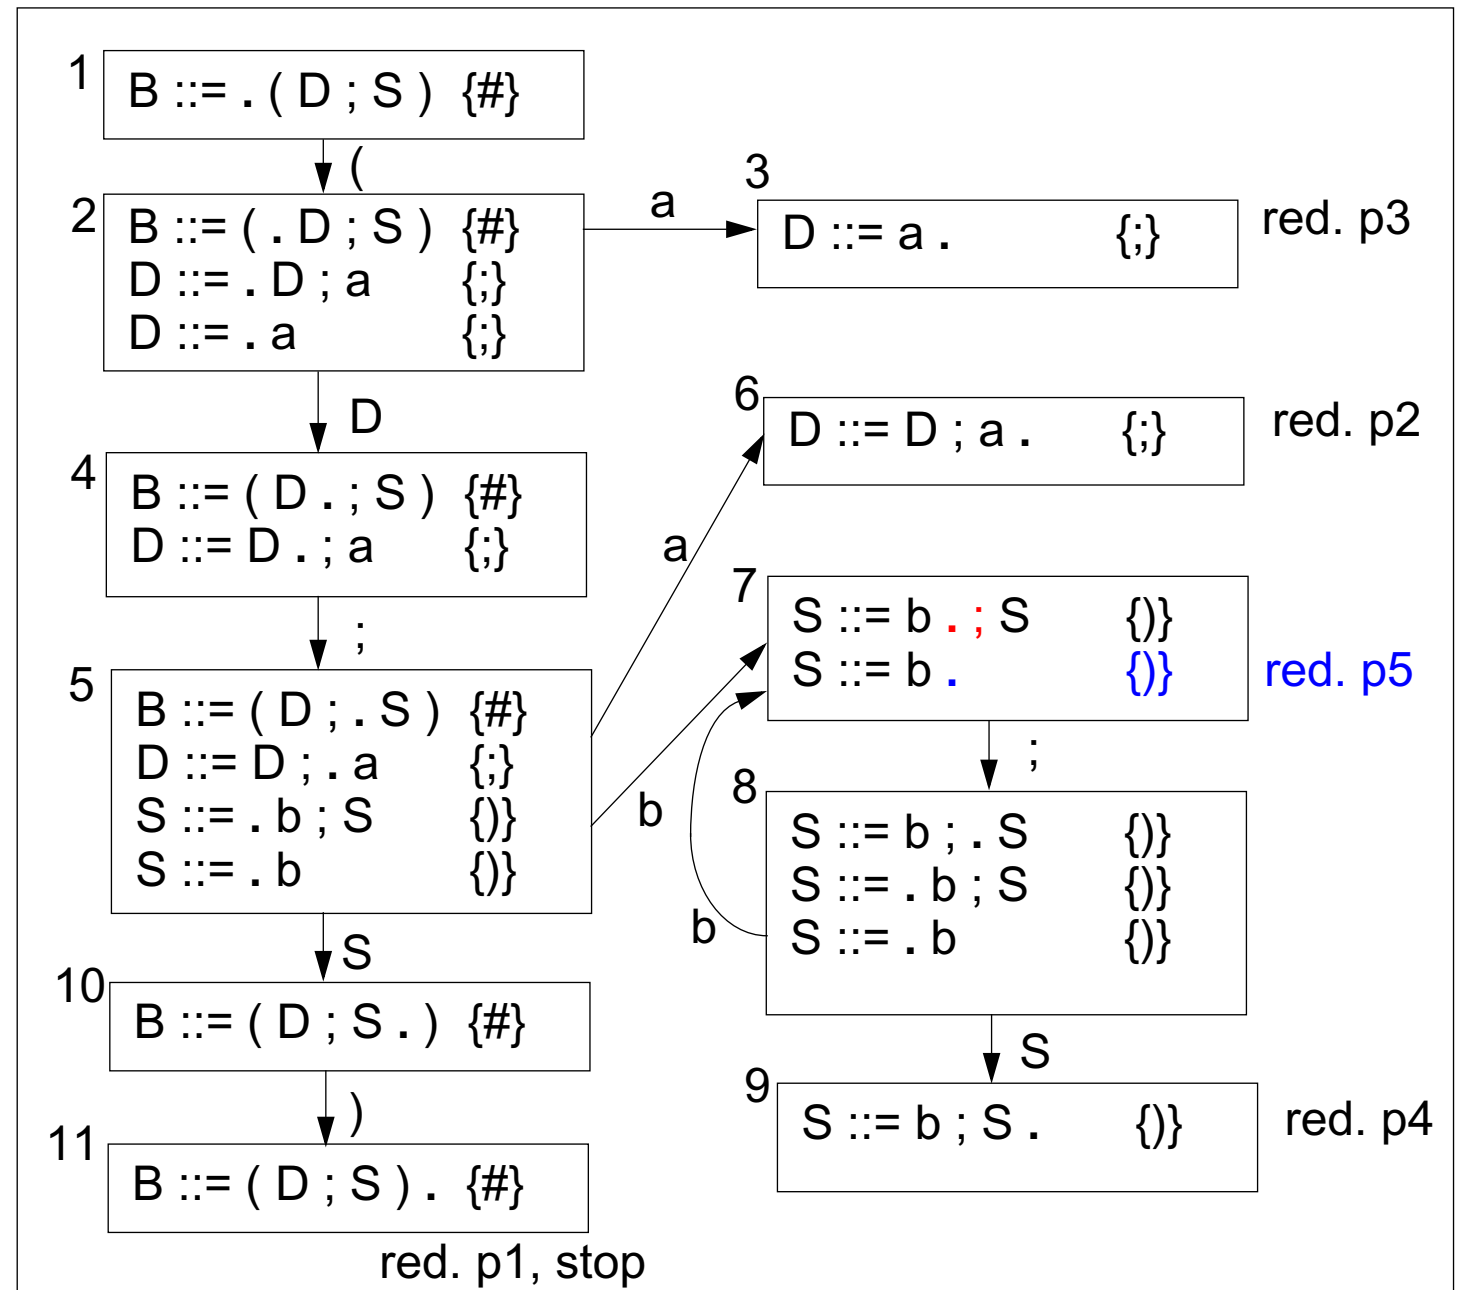 1
B ::= . ( D ; S ) {#}
(
2
B ::= ( . D ; S ) {#}
D ::= . D ; a {;}
D ::= . a {;}
a
3
D ::= a . {;}
red. p3
D
4
B ::= ( D . ; S ) {#}
D ::= D . ; a {;}
;
5
B ::= ( D ; . S ) {#}
D ::= D ; . a {;}
S ::= . b ; S {)}
S ::= . b {)}
a
6
D ::= D ; a . {;}
red. p2
b
7
S ::= b . ; S {)}
S ::= b . {)}
red. p5
;
8
S ::= b ; . S {)}
S ::= . b ; S {)}
S ::= . b {)}
b
S
9
S ::= b ; S . {)}
red. p4
S
10
B ::= ( D ; S . ) {#}
)
11
B ::= ( D ; S ) . {#}
red. p1, stop